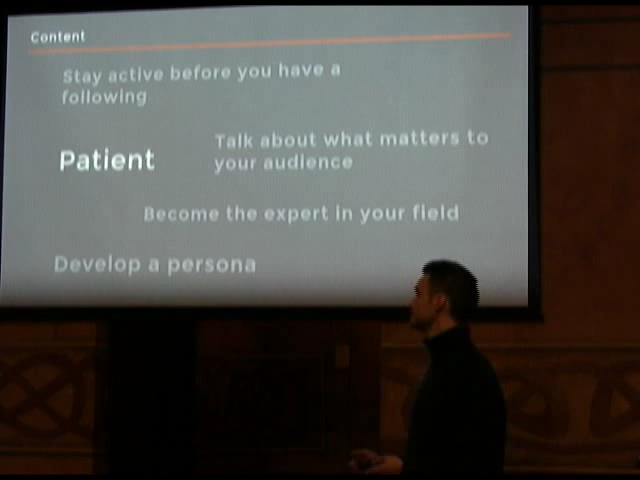 Content
Stay active before you have a
following
Talk about what matters to
your audience
Patient
Become the expert in your field
Develop a persona